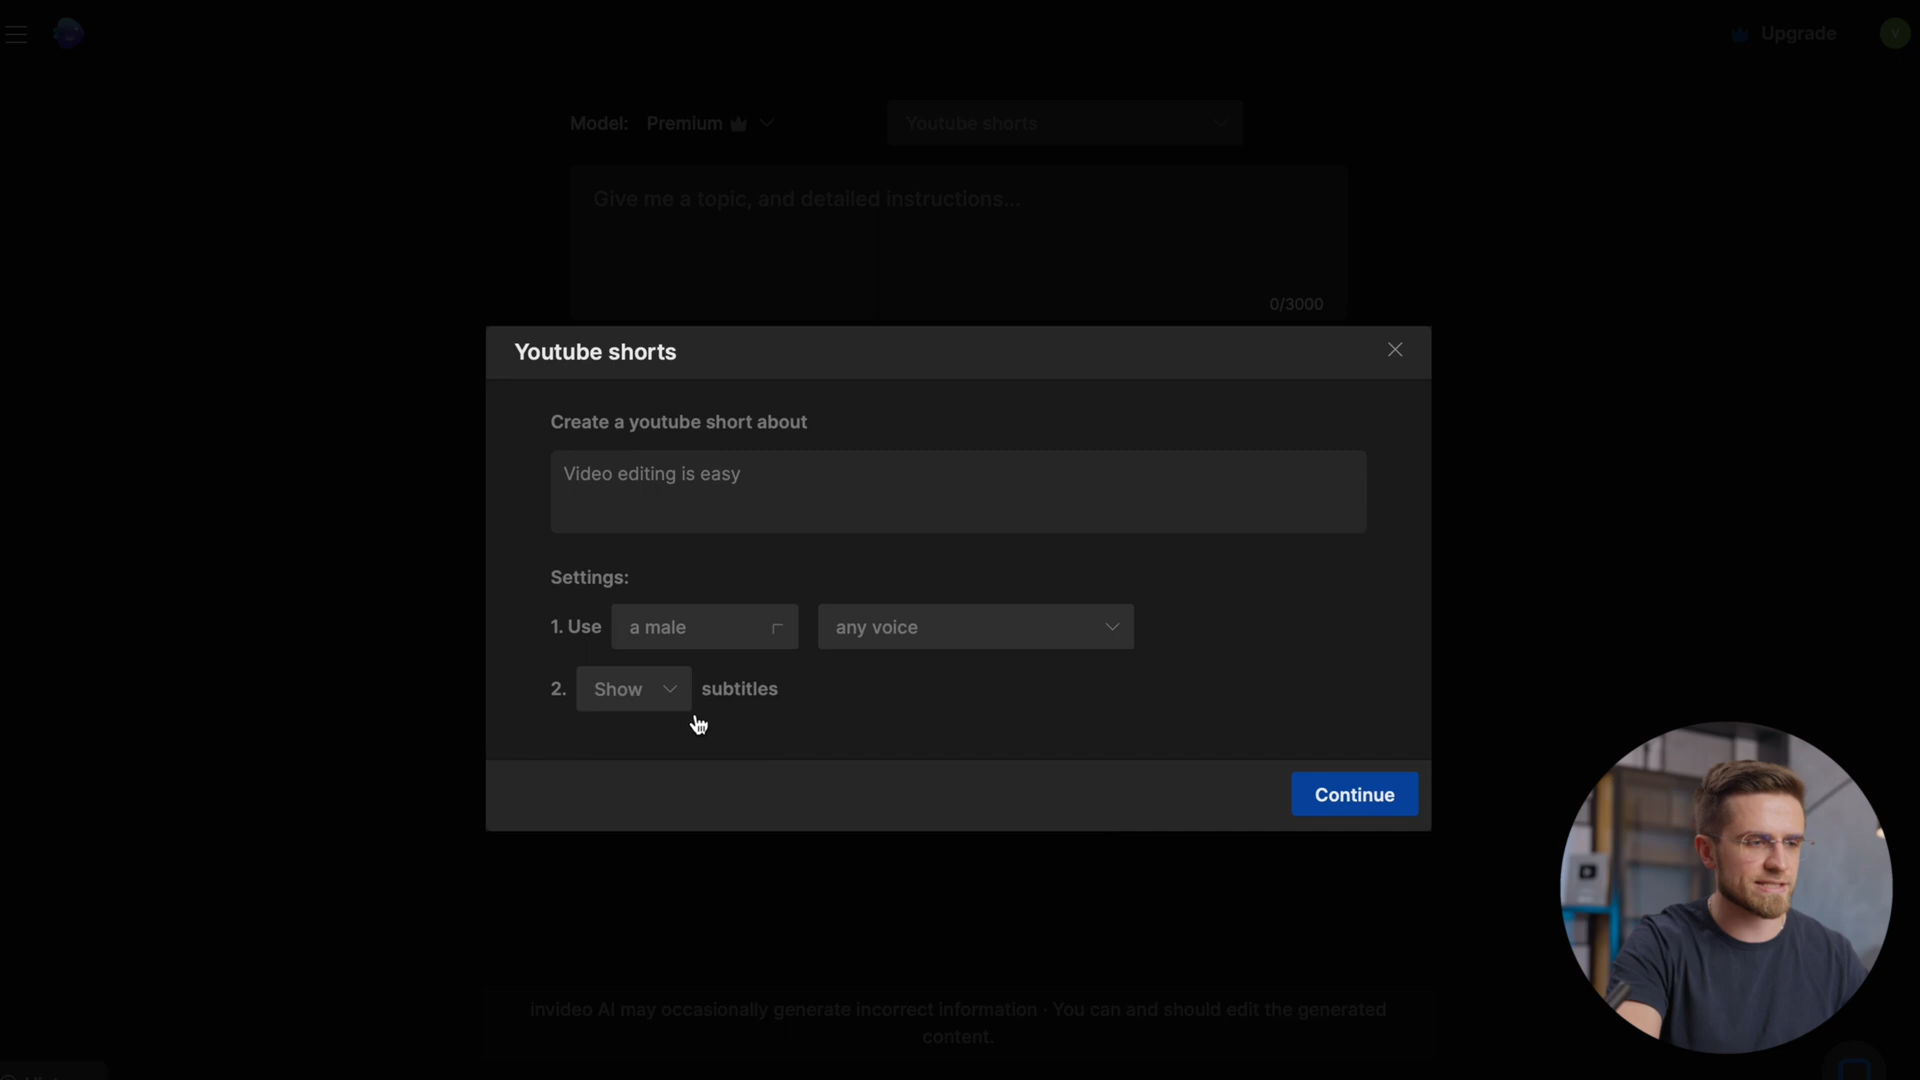 Upgrade
V
Model: Premium
Youtube shorts
Give me a topic, and detailed instructions...
0/3000
Youtube shorts
Create a youtube short about
Video editing is easy
Settings:
1. Use a male any voice
2. Show subtitles
Continue
invideo AI may occasionally generate incorrect information · You can and should edit the generated
content.